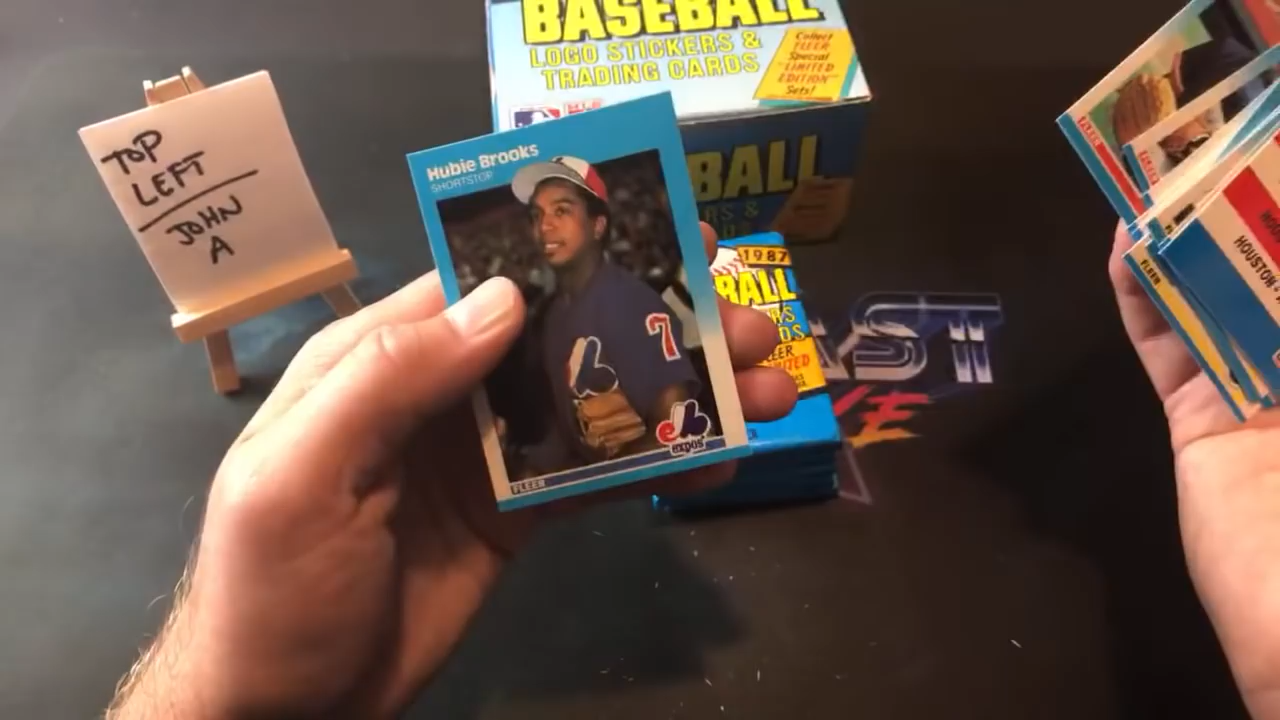 BASEBALL
LOGO STICKERS &
TRADING CARDS
Collect
FLEER
Special
"LIMITED
EDITION"
Sets!
TOP
LEFT
JOHN
A
Hubie Brooks
SHORTSTOP
7
expos
FLEER
BALL
&
1987
BALL
FLEER
HOUSTON